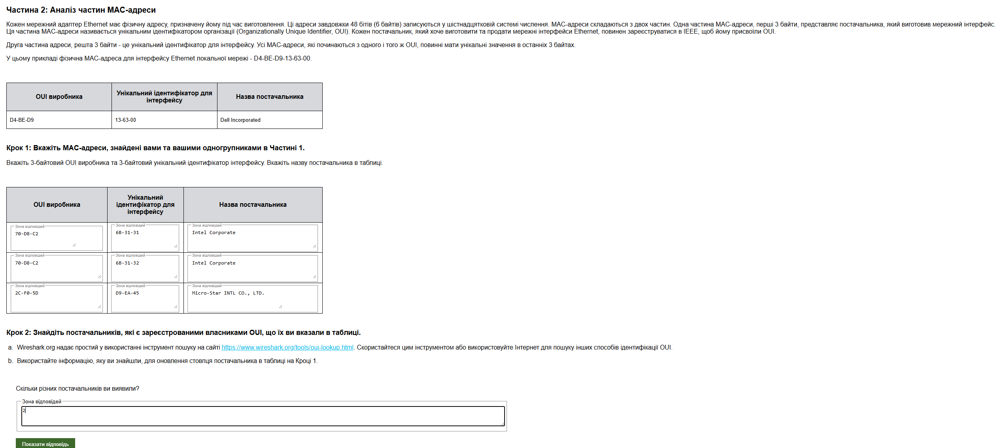 Частина 2: Аналіз частин MAC-адреси
Кожен мережний адаптер Ethernet має фізичну адресу, призначену йому під час виготовлення. Ці адреси завдовжки 48 бітів (6 байтів) записуються у шістнадцятковій системі числення. MAC-адреси складаються з двох частин. Одна частина MAC-адреси, перші 3 байти, представляє постачальника, який виготовив мережний інтерфейс.
Ця частина MAC-адреси називається унікальним ідентифікатором організації (Organizationally Unique Identifier, OUI). Кожен постачальник, який хоче виготовити та продати мережні інтерфейси Ethernet, повинен зареєструватися в IEEE, щоб йому присвоїли OUI.
Друга частина адреси, решта 3 байти - це унікальний ідентифікатор для інтерфейсу. Усі MAC-адреси, які починаються з одного і того ж OUI, повинні мати унікальні значення в останніх 3 байтах.
У цьому прикладі фізична MAC-адреса для інтерфейсу Ethernet локальної мережі - D4-BE-D9-13-63-00.
OUI виробника
Унікальний ідентифікатор для
інтерфейсу
Назва постачальника
D4-BE-D9
13-63-00
Dell Incorporated
Крок 1: Вкажіть MAC-адреси, знайдені вами та вашими одногрупниками в Частині 1.
Вкажіть 3-байтовий OUI виробника та 3-байтовий унікальний ідентифікатор інтерфейсу. Вкажіть назву постачальника в таблиці.
OUI виробника
Унікальний
ідентифікатор для
інтерфейсу
Назва постачальника
Зона відповідей
70-D8-C2
Зона відповідей
6B-31-31
Зона відповідей
Intel Corporate
Зона відповідей
70-D8-C2
Зона відповідей
6B-31-32
Зона відповідей
Intel Corporate
Зона відповідей
2C-F0-5D
Зона відповідей
D9-EA-45
Зона відповідей
Micro-Star INTL CO., LTD.
Крок 2: Знайдіть постачальників, які є зареєстрованими власниками OUI, що їх ви вказали в таблиці.
a. Wireshark.org надає простий у використанні інструмент пошуку на сайті https://www.wireshark.org/tools/oui-lookup.html. Скористайтеся цим інструментом або використовуйте Інтернет для пошуку інших способів ідентифікації OUI.
b. Використайте інформацію, яку ви знайшли, для оновлення стовпця постачальника в таблиці на Кроці 1.
Скільки різних постачальників ви виявили?
Зона відповідей
2
Показати відповідь